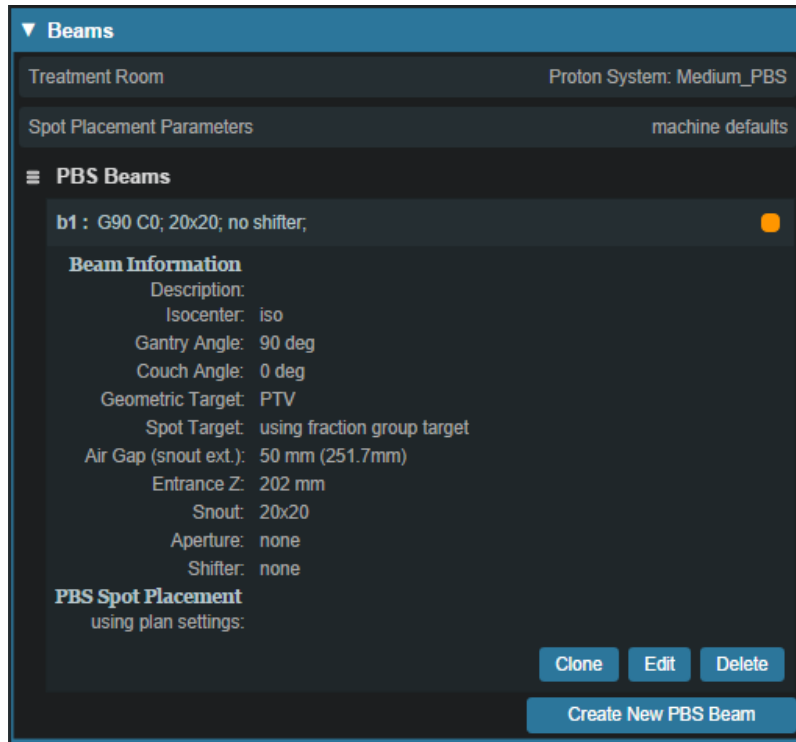 Beams
Treatment Room Proton System: Medium_PBS
Spot Placement Parameters machine defaults
PBS Beams
b1 : G90 C0; 20x20; no shifter;
Beam Information
Description:
Isocenter: iso
Gantry Angle: 90 deg
Couch Angle: 0 deg
Geometric Target: PTV
Spot Target: using fraction group target
Air Gap (snout ext.): 50 mm (251.7mm)
Entrance Z: 202 mm
Snout: 20x20
Aperture: none
Shifter: none
PBS Spot Placement
using plan settings:
Clone Edit Delete
Create New PBS Beam